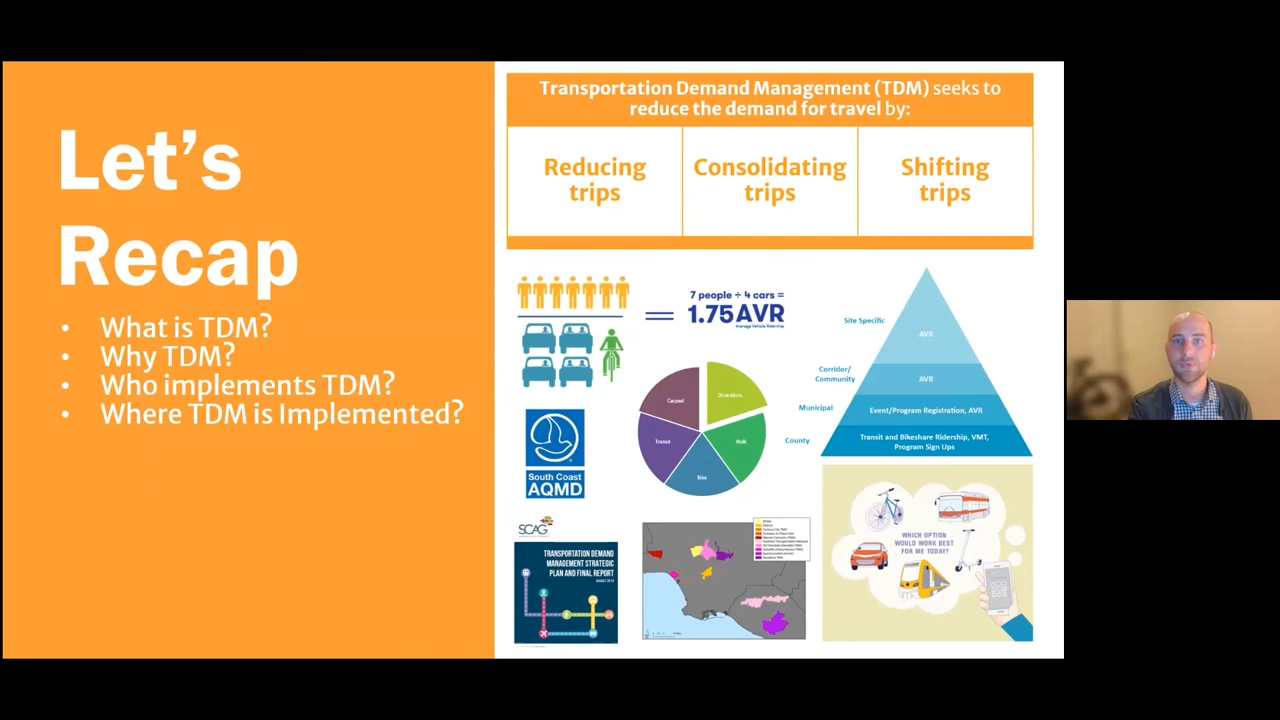 Let's
Recap
• What is TDM?
• Why TDM?
• Who implements TDM?
• Where TDM is Implemented?
Transportation Demand Management (TDM) seeks to
reduce the demand for travel by:
Reducing
trips
Consolidating
trips
Shifting
trips
7 people ÷ 4 cars =
1.75 AVR
Average Vehicle Ridership
South Coast
AQMD
Carpool
Drive Alone
Transit
Walk
Bike
Site Specific
AVR
Corridor/
Community
AVR
Municipal
Event/Program Registration, AVR
County
Transit and Bikeshare Ridership, VMT,
Program Sign Ups
SCAG
TRANSPORTATION DEMAND
MANAGEMENT STRATEGIC
PLAN AND FINAL REPORT
WHICH OPTION
WOULD WORK BEST
FOR ME TODAY?